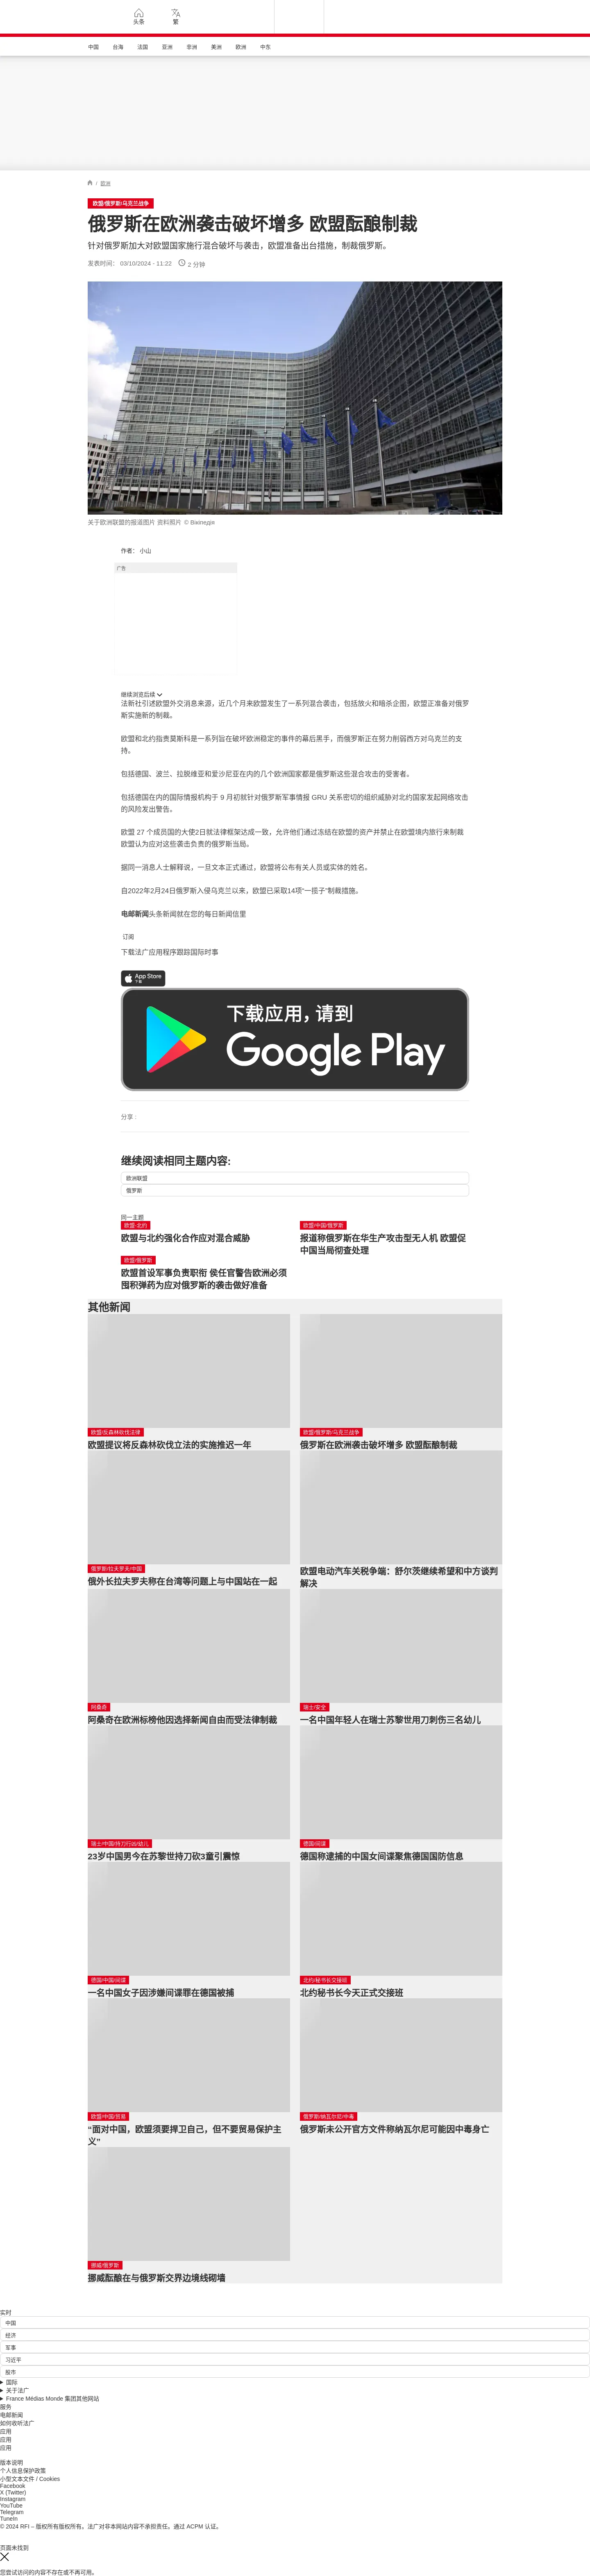 头条
繁
中国 台海 法国 亚洲 非洲 美洲 欧洲 中东
/ 欧洲
欧盟/俄罗斯/乌克兰战争
俄罗斯在欧洲袭击破坏增多 欧盟酝酿制裁
针对俄罗斯加大对欧盟国家施行混合破坏与袭击，欧盟准备出台措施，制裁俄罗斯。
发表时间： 03/10/2024 - 11:22 2 分钟
关于欧洲联盟的报道图片 资料照片 © Вікіпедія
作者： 小山
广告
继续浏览后续
法新社引述欧盟外交消息来源，近几个月来欧盟发生了一系列混合袭击，包括放火和暗杀企图，欧盟正准备对俄罗
斯实施新的制裁。
欧盟和北约指责莫斯科是一系列旨在破坏欧洲稳定的事件的幕后黑手，而俄罗斯正在努力削弱西方对乌克兰的支
持。
包括德国、波兰、拉脱维亚和爱沙尼亚在内的几个欧洲国家都是俄罗斯这些混合攻击的受害者。
包括德国在内的国际情报机构于 9 月初就针对俄罗斯军事情报 GRU 关系密切的组织威胁对北约国家发起网络攻击
的风险发出警告。
欧盟 27 个成员国的大使2日就法律框架达成一致，允许他们通过冻结在欧盟的资产并禁止在欧盟境内旅行来制裁
欧盟认为应对这些袭击负责的俄罗斯当局。
据同一消息人士解释说，一旦文本正式通过，欧盟将公布有关人员或实体的姓名。
自2022年2月24日俄罗斯入侵乌克兰以来，欧盟已采取14项“一揽子”制裁措施。
电邮新闻头条新闻就在您的每日新闻信里
订阅
下载法广应用程序跟踪国际时事
App Store
下载
下载应用，请到
Google Play
分享 :
继续阅读相同主题内容:
欧洲联盟
俄罗斯
同一主题
欧盟-北约
欧盟与北约强化合作应对混合威胁
欧盟/中国/俄罗斯
报道称俄罗斯在华生产攻击型无人机 欧盟促
中国当局彻查处理
欧盟/俄罗斯
欧盟首设军事负责职衔 侯任官警告欧洲必须
囤积弹药为应对俄罗斯的袭击做好准备
其他新闻
欧盟/反森林砍伐法律
欧盟提议将反森林砍伐立法的实施推迟一年
欧盟/俄罗斯/乌克兰战争
俄罗斯在欧洲袭击破坏增多 欧盟酝酿制裁
俄罗斯/拉夫罗夫/中国
俄外长拉夫罗夫称在台湾等问题上与中国站在一起
欧盟电动汽车关税争端：舒尔茨继续希望和中方谈判
解决
阿桑奇
阿桑奇在欧洲标榜他因选择新闻自由而受法律制裁
瑞士/安全
一名中国年轻人在瑞士苏黎世用刀刺伤三名幼儿
瑞士/中国/持刀行凶/幼儿
23岁中国男今在苏黎世持刀砍3童引震惊
德国/间谍
德国称逮捕的中国女间谍聚焦德国国防信息
德国/中国/间谍
一名中国女子因涉嫌间谍罪在德国被捕
北约/秘书长交接班
北约秘书长今天正式交接班
欧盟/中国/贸易
“面对中国，欧盟须要捍卫自己，但不要贸易保护主
义”
俄罗斯/纳瓦尔尼/中毒
俄罗斯未公开官方文件称纳瓦尔尼可能因中毒身亡
挪威/俄罗斯
挪威酝酿在与俄罗斯交界边境线砌墙
实时
中国
经济
军事
习近平
股市
国际
关于法广
France Médias Monde 集团其他网站
服务
电邮新闻
如何收听法广
应用
应用
应用
版本说明
个人信息保护政策
小型文本文件 / Cookies
Facebook
X (Twitter)
Instagram
YouTube
Telegram
TuneIn
© 2024 RFI – 版权所有版权所有。法广对非本网站内容不承担责任。通过 ACPM 认证。
页面未找到
您尝试访问的内容不存在或不再可用。